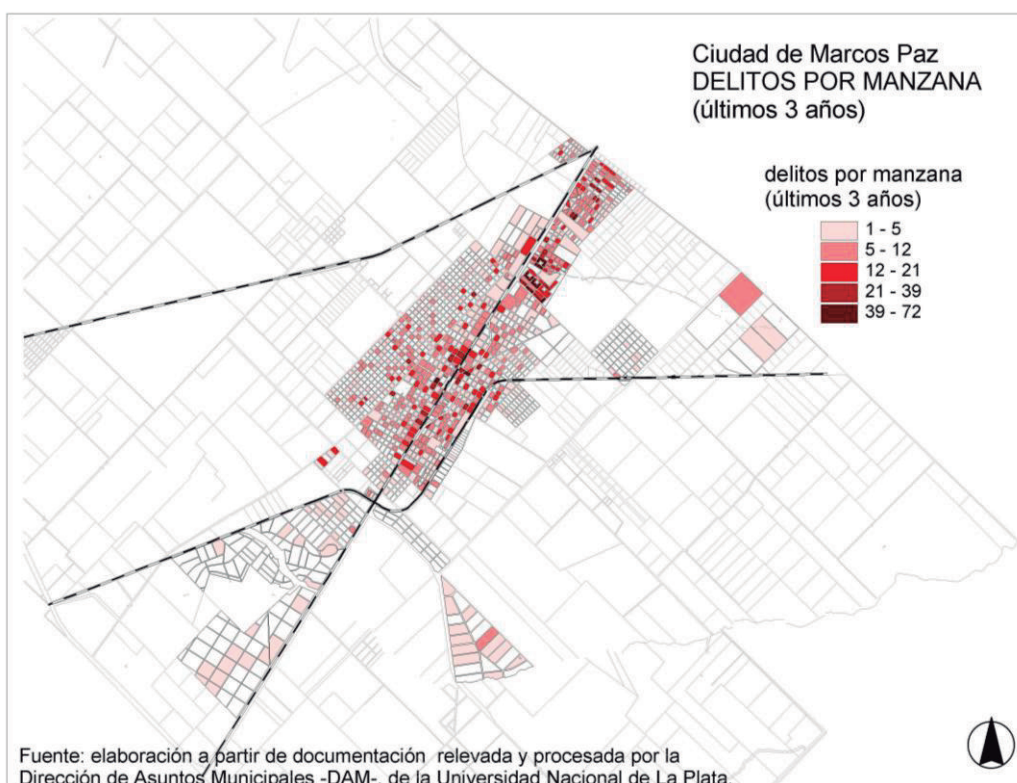 Ciudad de Marcos Paz
DELITOS POR MANZANA
(últimos 3 años)
delitos por manzana
(últimos 3 años)
1 - 5
5 - 12
12 - 21
21 - 39
39 - 72
Fuente: elaboración a partir de documentación relevada y procesada por la
Dirección de Asuntos Municipales -DAM-, de la Universidad Nacional de La Plata.